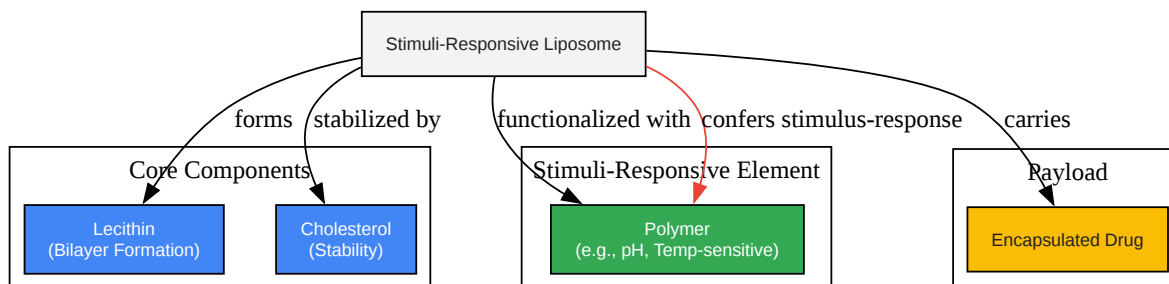 Stimuli-Responsive Liposome
forms
stabilized by
functionalized with
confers stimulus-response
carries
Core Components
Stimuli-Responsive Element
Payload
Lecithin
(Bilayer Formation)
Cholesterol
(Stability)
Polymer
(e.g., pH, Temp-sensitive)
Encapsulated Drug